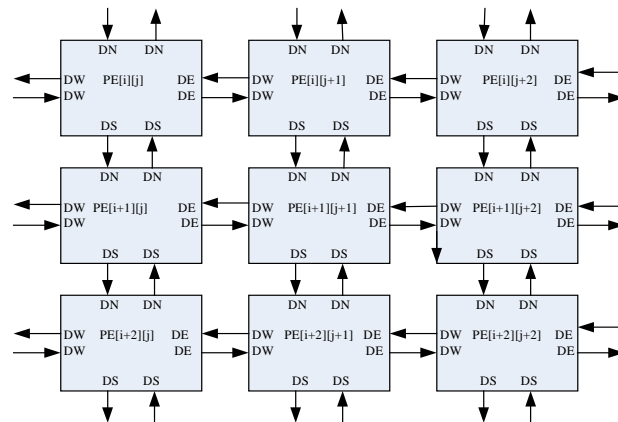 DN DN DN DN DN DN
DW PE[i][j] DE DW PE[i][j+1] DE DW PE[i][j+2] DE
DW DE DW DE DW DE
DS DS DS DS DS DS
DN DN DN DN DN DN
DW PE[i+1][j] DE DW PE[i+1][j+1] DE DW PE[i+1][j+2] DE
DW DE DW DE DW DE
DS DS DS DS DS DS
DN DN DN DN DN DN
DW PE[i+2][j] DE DW PE[i+2][j+1] DE DW PE[i+2][j+2] DE
DW DE DW DE DW DE
DS DS DS DS DS DS